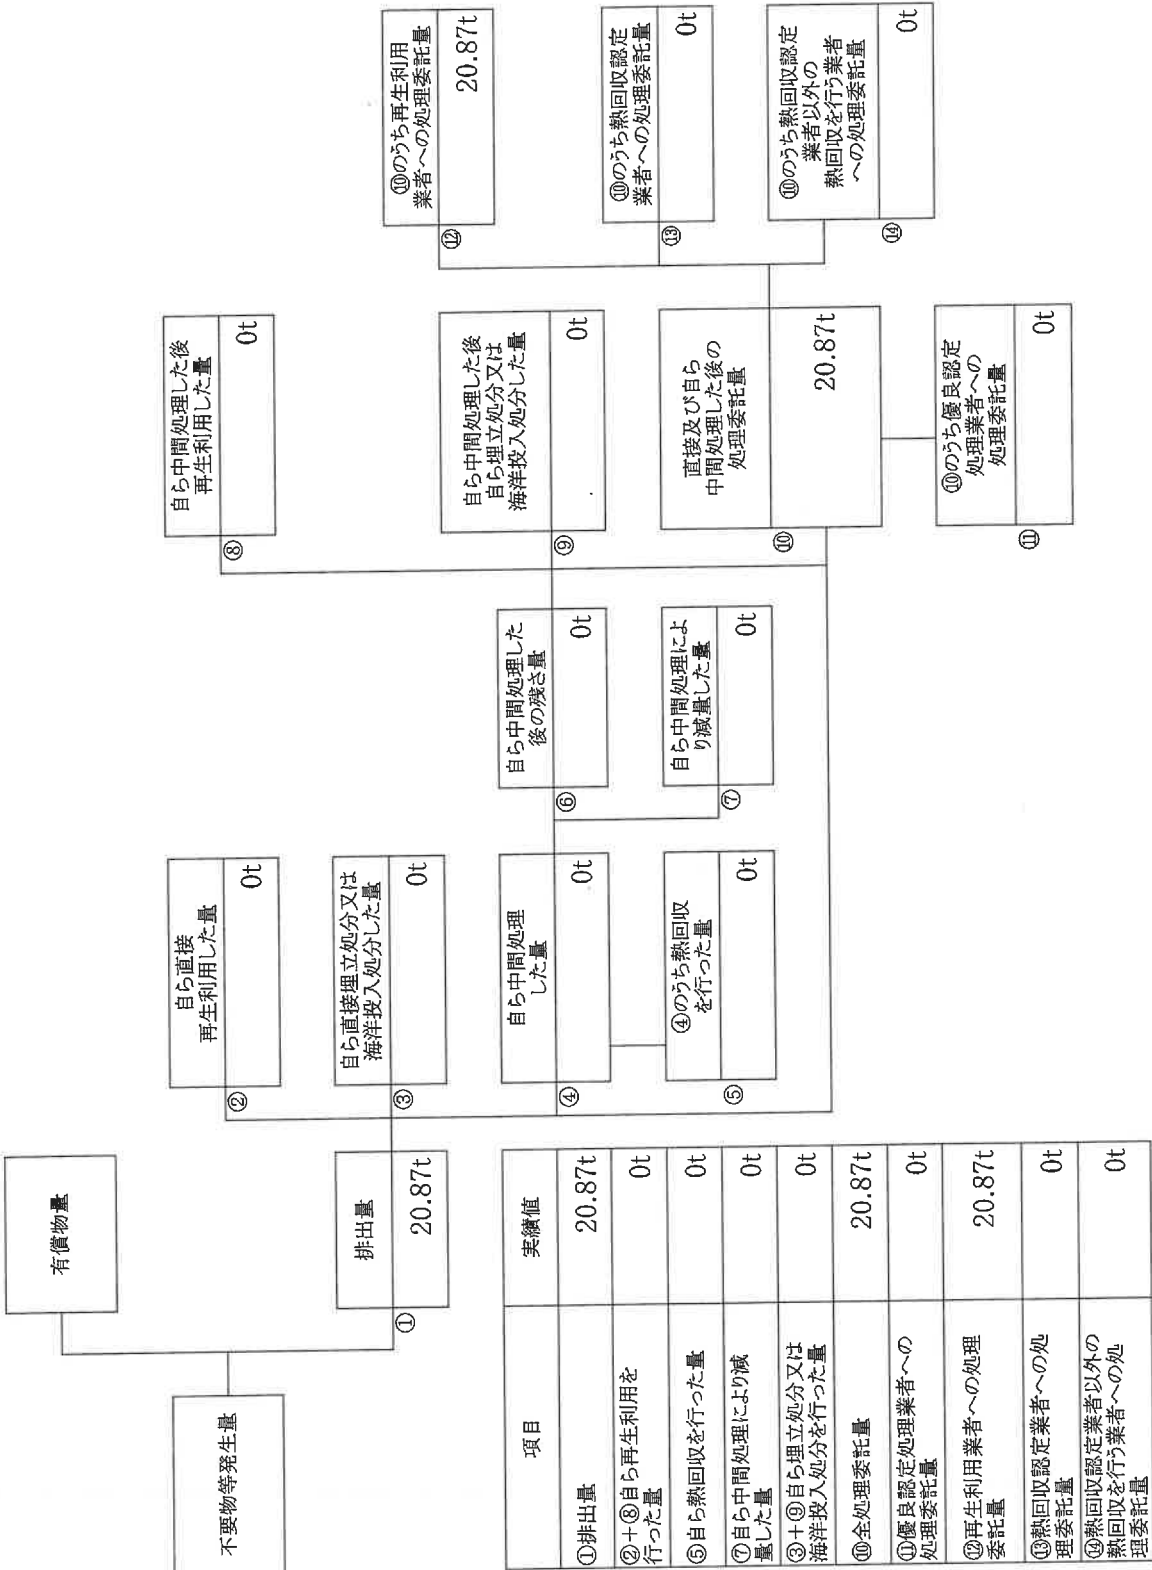 不要物等発生量
有償物量
①
排出量
20.87t
②
自ら直接
再生利用した量
0t
③
自ら直接埋立処分又は
海洋投入処分した量
0t
④
自ら中間処理
した量
0t
⑤
④のうち熱回収
を行った量
0t
⑥
自ら中間処理した
後の残さ量
0t
⑦
自ら中間処理によ
り減量した量
0t
⑧
自ら中間処理した後
再生利用した量
0t
⑨
自ら中間処理した後
自ら埋立処分又は
海洋投入処分した量
0t
⑩
直接及び自ら
中間処理した後の
処理委託量
20.87t
⑪
⑩のうち優良認定
処理業者への
処理委託量
0t
⑫
⑩のうち再生利用
業者への処理委託量
20.87t
⑬
⑩のうち熱回収認定
業者への処理委託量
0t
⑭
⑩のうち熱回収認定
業者以外の
熱回収を行う業者
への処理委託量
0t
項目 実績値
①排出量 20.87t
②+⑧自ら再生利用を
行った量 0t
⑤自ら熱回収を行った量 0t
⑦自ら中間処理により減
量した量 0t
③+⑨自ら埋立処分又は
海洋投入処分を行った量 0t
⑩全処理委託量 20.87t
⑪優良認定処理業者への
処理委託量 0t
⑫再生利用業者への処理
委託量 20.87t
⑬熱回収認定業者への処
理委託量 0t
⑭熱回収認定業者以外の
熱回収を行う業者への処
理委託量 0t